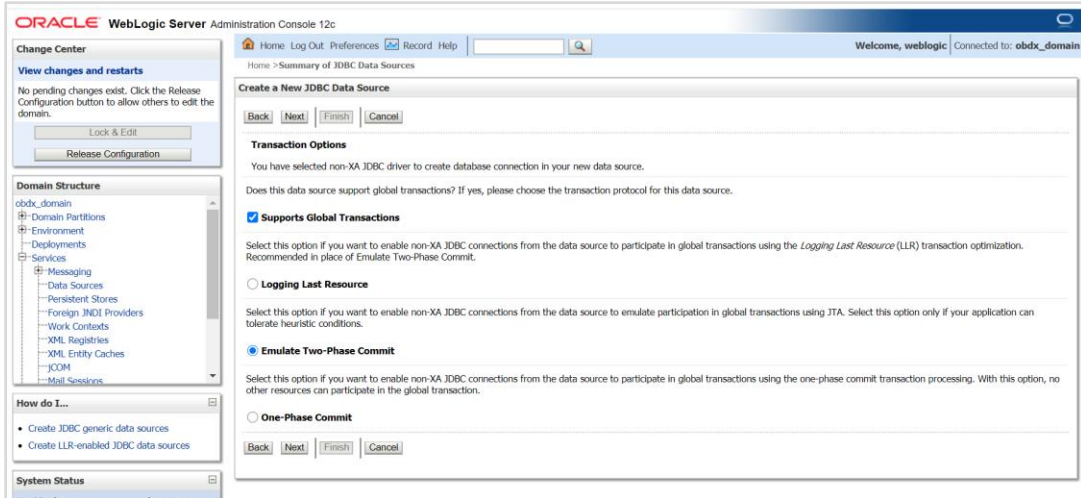 ORACLE WebLogic Server Administration Console 12c
Change Center
View changes and restarts
No pending changes exist. Click the Release
Configuration button to allow others to edit the
domain.
Lock & Edit
Release Configuration
Domain Structure
obdx_domain
Domain Partitions
Environment
Deployments
Services
Messaging
Data Sources
Persistent Stores
Foreign JNDI Providers
Work Contexts
XML Registries
XML Entity Caches
jCOM
Mail Sessions
How do I...
Create JDBC generic data sources
Create LLR-enabled JDBC data sources
System Status
Home Log Out Preferences Record Help
Welcome, weblogic Connected to: obdx_domain
Home >Summary of JDBC Data Sources
Create a New JDBC Data Source
Back Next Finish Cancel
Transaction Options
You have selected non-XA JDBC driver to create database connection in your new data source.
Does this data source support global transactions? If yes, please choose the transaction protocol for this data source.
Supports Global Transactions
Select this option if you want to enable non-XA JDBC connections from the data source to participate in global transactions using the Logging Last Resource (LLR) transaction optimization.
Recommended in place of Emulate Two-Phase Commit.
Logging Last Resource
Select this option if you want to enable non-XA JDBC connections from the data source to emulate participation in global transactions using JTA. Select this option only if your application can
tolerate heuristic conditions.
Emulate Two-Phase Commit
Select this option if you want to enable non-XA JDBC connections from the data source to participate in global transactions using the one-phase commit transaction processing. With this option, no
other resources can participate in the global transaction.
One-Phase Commit
Back Next Finish Cancel